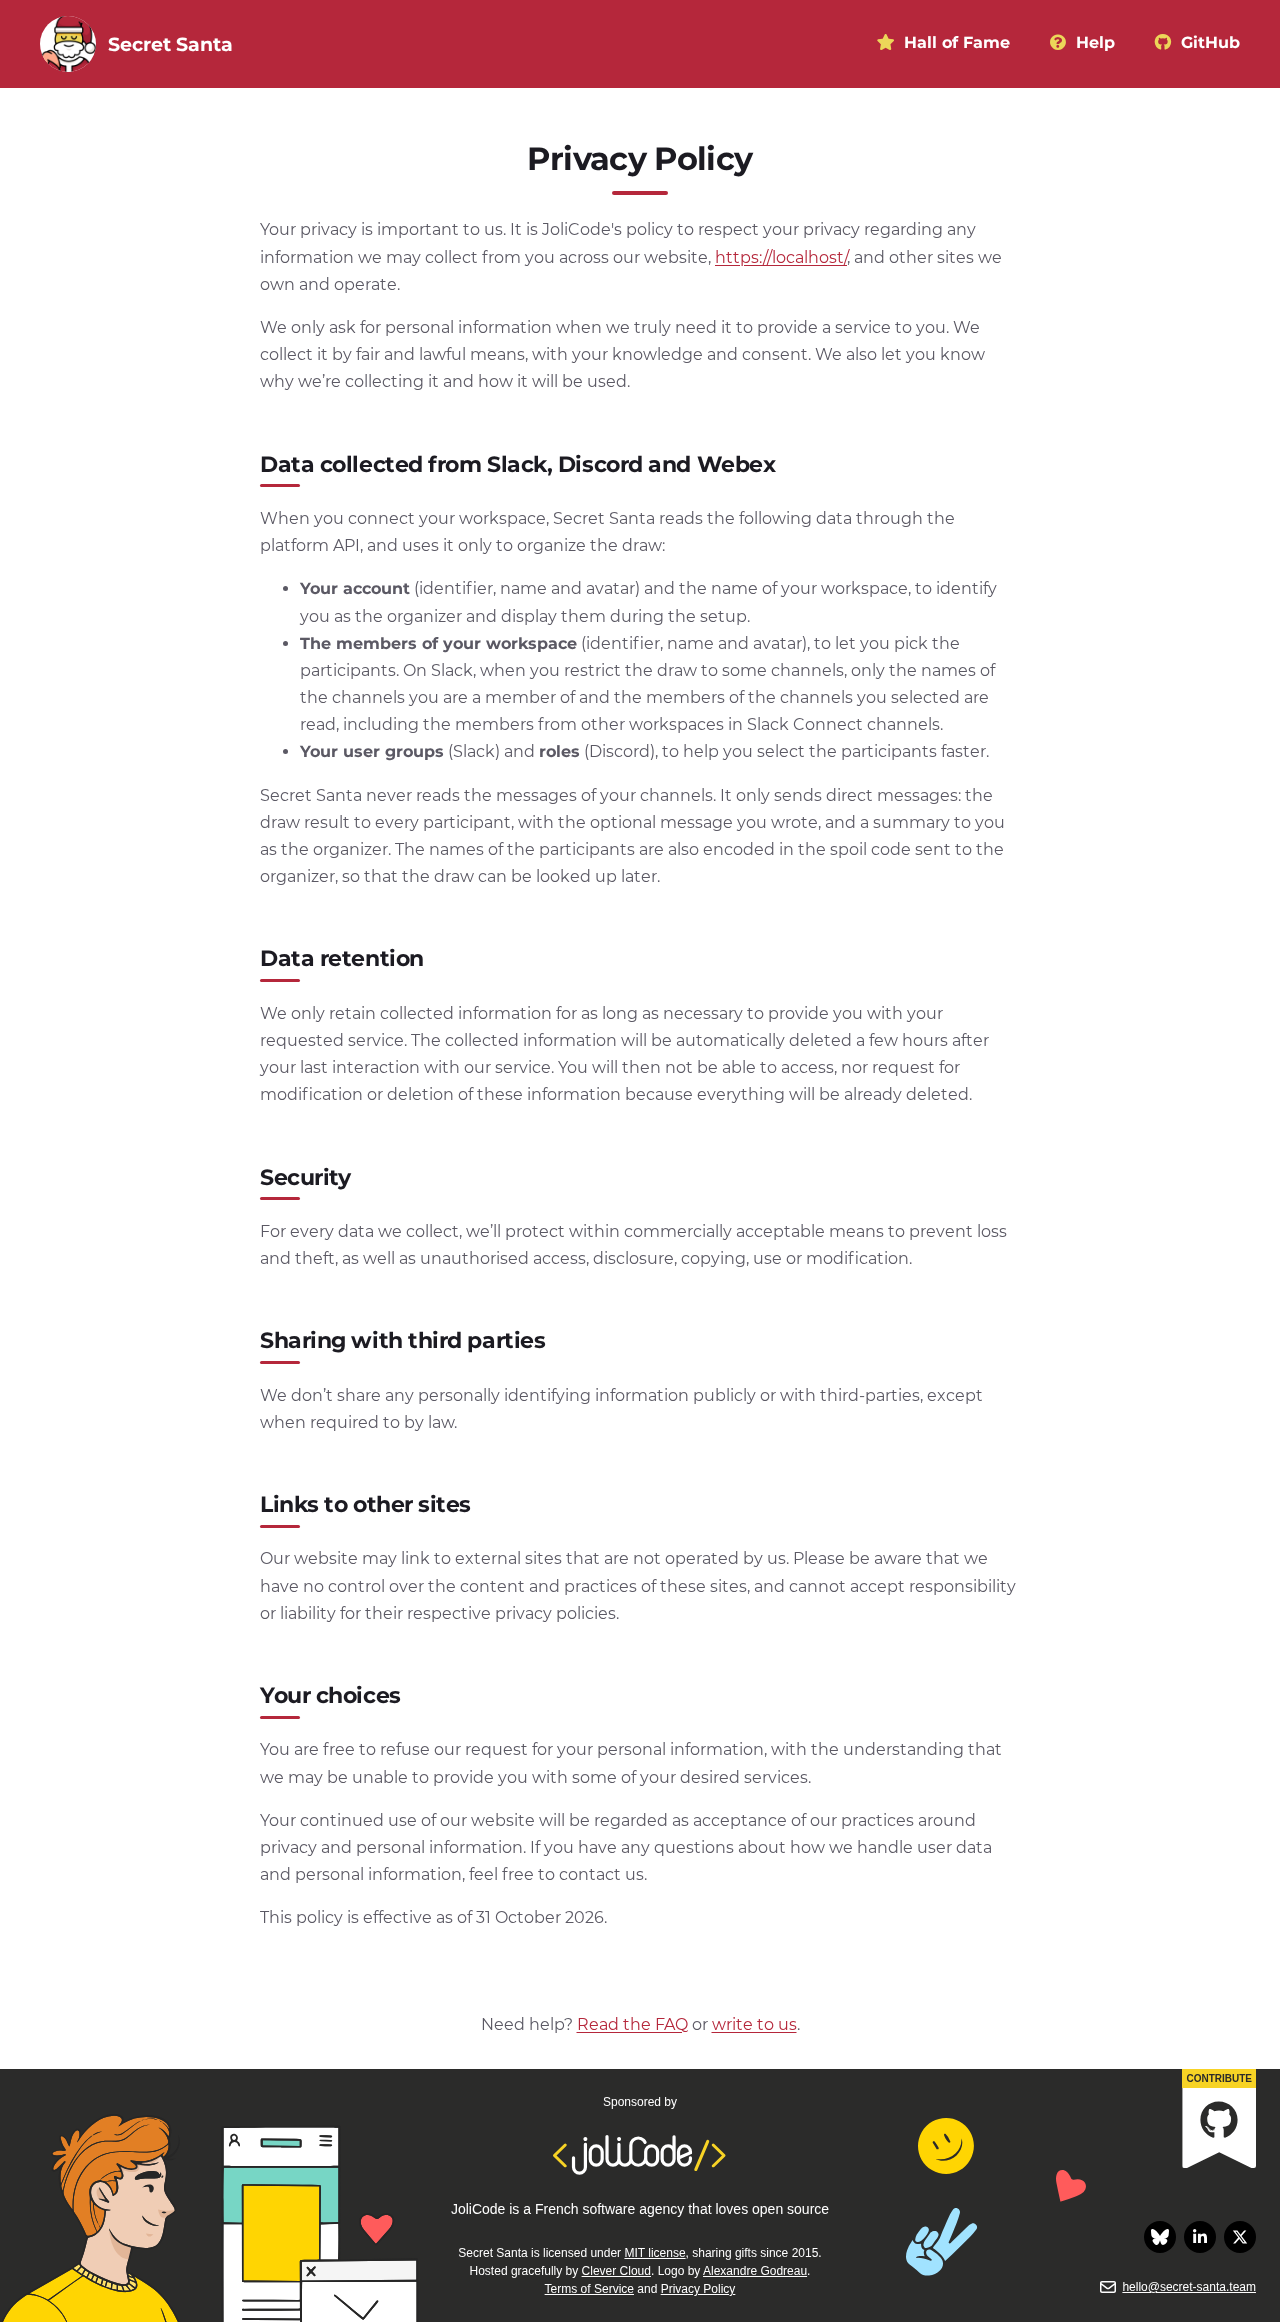 Secret Santa
Hall of Fame
Help
GitHub
Privacy Policy
Your privacy is important to us. It is JoliCode's policy to respect your privacy regarding any
information we may collect from you across our website, https://localhost/, and other sites we
own and operate.
We only ask for personal information when we truly need it to provide a service to you. We
collect it by fair and lawful means, with your knowledge and consent. We also let you know
why we’re collecting it and how it will be used.
Data collected from Slack, Discord and Webex
When you connect your workspace, Secret Santa reads the following data through the
platform API, and uses it only to organize the draw:
• Your account (identifier, name and avatar) and the name of your workspace, to identify
you as the organizer and display them during the setup.
• The members of your workspace (identifier, name and avatar), to let you pick the
participants. On Slack, when you restrict the draw to some channels, only the names of
the channels you are a member of and the members of the channels you selected are
read, including the members from other workspaces in Slack Connect channels.
• Your user groups (Slack) and roles (Discord), to help you select the participants faster.
Secret Santa never reads the messages of your channels. It only sends direct messages: the
draw result to every participant, with the optional message you wrote, and a summary to you
as the organizer. The names of the participants are also encoded in the spoil code sent to the
organizer, so that the draw can be looked up later.
Data retention
We only retain collected information for as long as necessary to provide you with your
requested service. The collected information will be automatically deleted a few hours after
your last interaction with our service. You will then not be able to access, nor request for
modification or deletion of these information because everything will be already deleted.
Security
For every data we collect, we’ll protect within commercially acceptable means to prevent loss
and theft, as well as unauthorised access, disclosure, copying, use or modification.
Sharing with third parties
We don’t share any personally identifying information publicly or with third-parties, except
when required to by law.
Links to other sites
Our website may link to external sites that are not operated by us. Please be aware that we
have no control over the content and practices of these sites, and cannot accept responsibility
or liability for their respective privacy policies.
Your choices
You are free to refuse our request for your personal information, with the understanding that
we may be unable to provide you with some of your desired services.
Your continued use of our website will be regarded as acceptance of our practices around
privacy and personal information. If you have any questions about how we handle user data
and personal information, feel free to contact us.
This policy is effective as of 31 October 2026.
Need help? Read the FAQ or write to us.
Sponsored by
<joliCode/>
JoliCode is a French software agency that loves open source
Secret Santa is licensed under MIT license, sharing gifts since 2015.
Hosted gracefully by Clever Cloud. Logo by Alexandre Godreau.
Terms of Service and Privacy Policy
CONTRIBUTE
hello@secret-santa.team